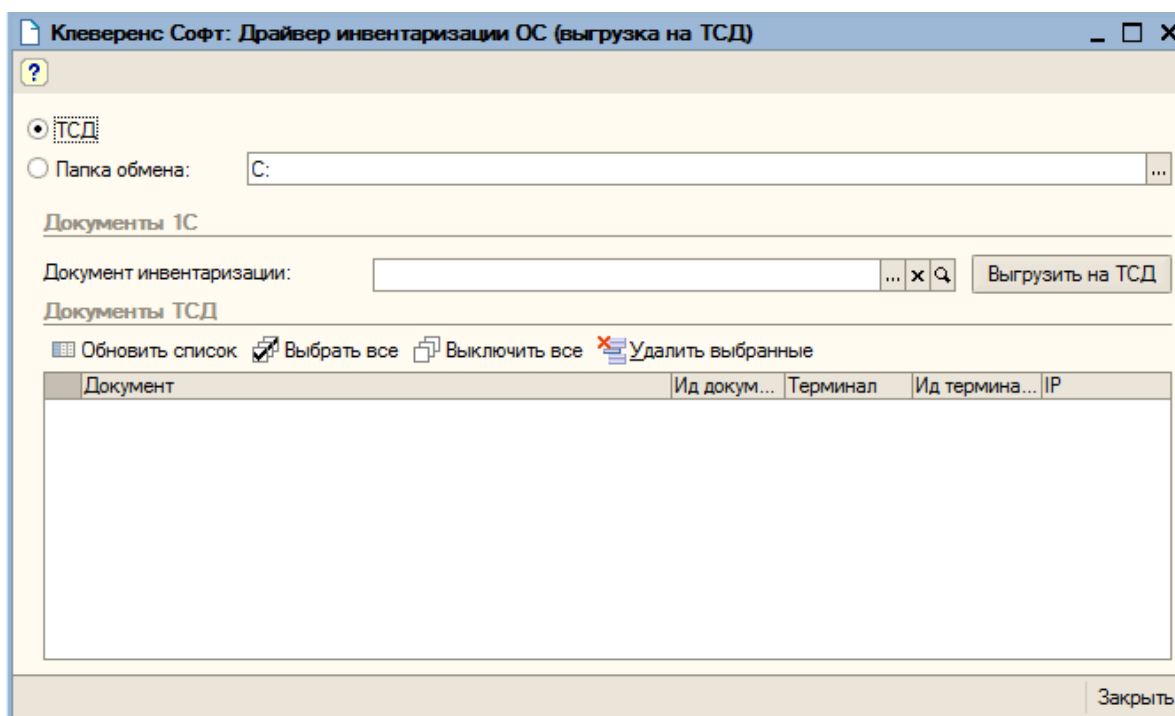 Клеверенс Софт: Драйвер инвентаризации ОС (выгрузка на ТСД)
?
ТСД
Папка обмена: C: ...
Документы 1С
Документ инвентаризации: ... x Выгрузить на ТСД
Документы ТСД
Обновить список Выбрать все Выключить все Удалить выбранные
Документ Ид докум... Терминал Ид термина... IP
Закрыть